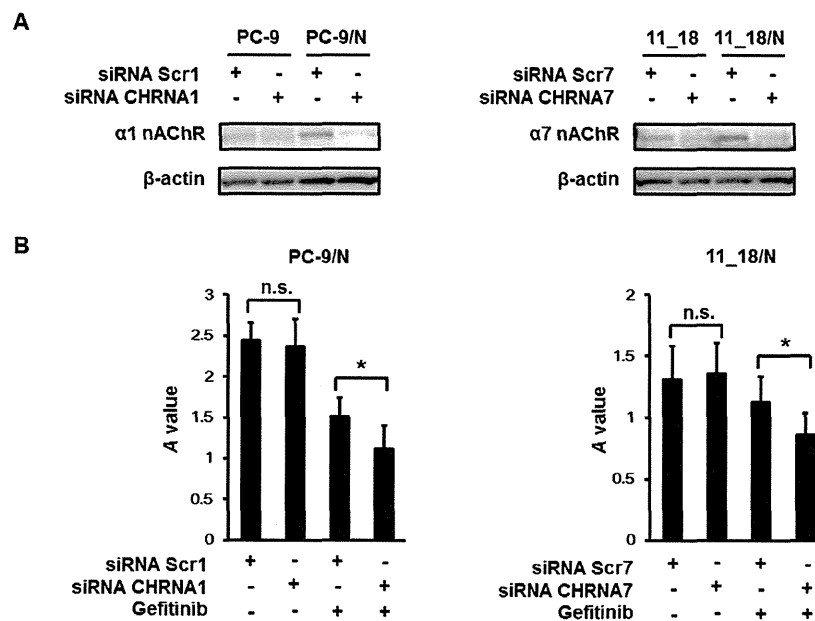 A
PC-9 PC-9/N
siRNA Scr1 + - + -
siRNA CHRNA1 - + - +
α1 nAChR
β-actin
11_18 11_18/N
siRNA Scr7 + - + -
siRNA CHRNA7 - + - +
α7 nAChR
β-actin
B
PC-9/N
3
2.5
2
1.5
1
0.5
0
A value
n.s.
*
siRNA Scr1 + - + -
siRNA CHRNA1 - + - +
Gefitinib - - + +
11_18/N
2
1.5
1
0.5
0
A value
n.s.
*
siRNA Scr7 + - + -
siRNA CHRNA7 - + - +
Gefitinib - - + +